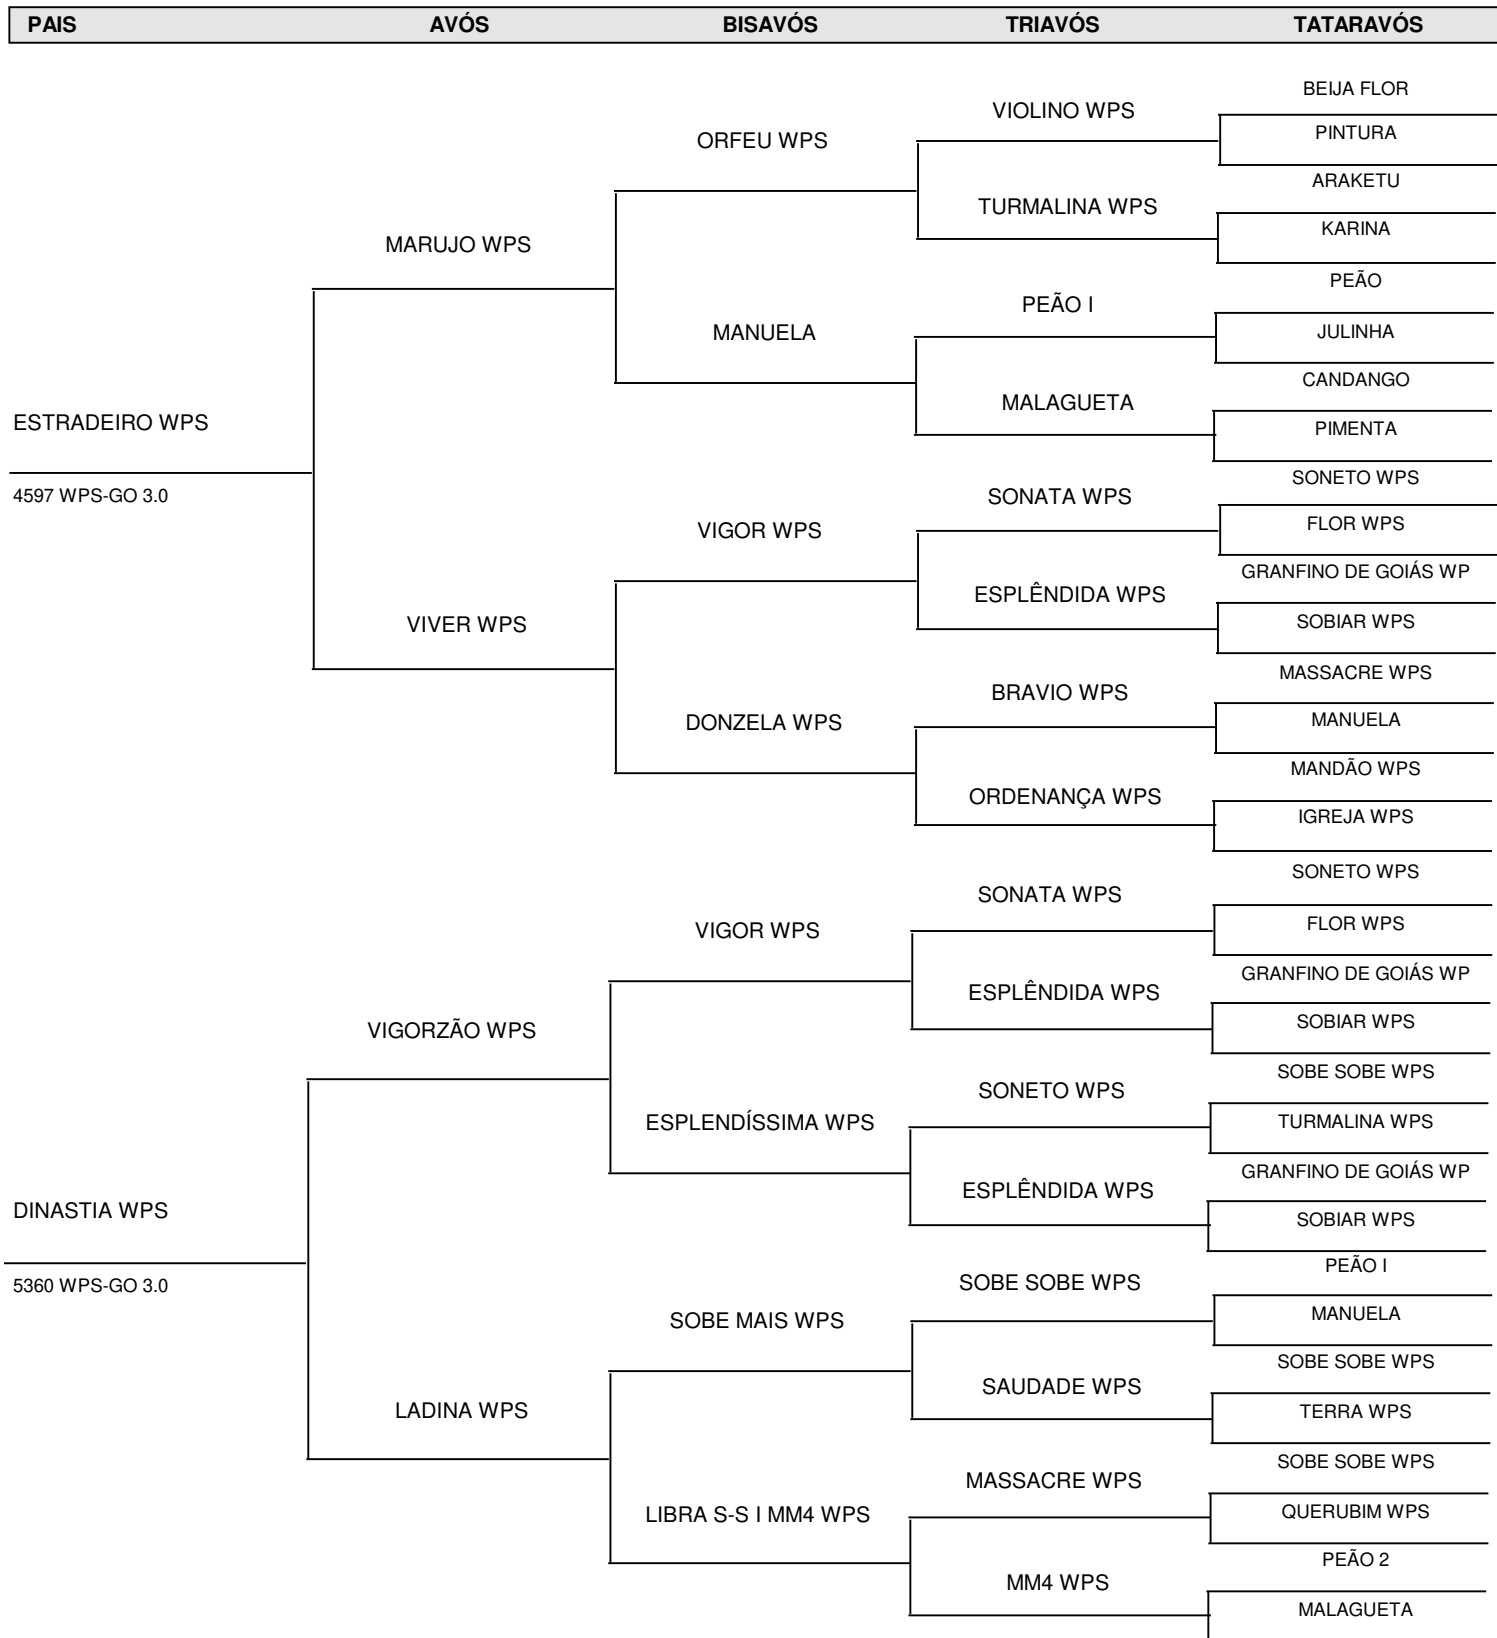 PAIS AVÓS BISAVÓS TRIAVÓS TATARAVÓS
BEIJA FLOR
VIOLINO WPS
PINTURA
ORFEU WPS
ARAKETU
TURMALINA WPS
KARINA
MARUJO WPS
PEÃO
PEÃO I
JULINHA
MANUELA
CANDANGO
MALAGUETA
ESTRADEIRO WPS
PIMENTA
SONETO WPS
4597 WPS-GO 3.0
SONATA WPS
FLOR WPS
VIGOR WPS
GRANFINO DE GOIÁS WP
ESPLÊNDIDA WPS
SOBIAR WPS
VIVER WPS
MASSACRE WPS
BRAVIO WPS
MANUELA
DONZELA WPS
MANDÃO WPS
ORDENANÇA WPS
IGREJA WPS
SONETO WPS
SONATA WPS
FLOR WPS
VIGOR WPS
GRANFINO DE GOIÁS WP
ESPLÊNDIDA WPS
SOBIAR WPS
VIGORZÃO WPS
SOBE SOBE WPS
SONETO WPS
TURMALINA WPS
ESPLENDÍSSIMA WPS
GRANFINO DE GOIÁS WP
ESPLÊNDIDA WPS
DINASTIA WPS
SOBIAR WPS
PEÃO I
5360 WPS-GO 3.0
SOBE SOBE WPS
MANUELA
SOBE MAIS WPS
SOBE SOBE WPS
SAUDADE WPS
TERRA WPS
LADINA WPS
SOBE SOBE WPS
MASSACRE WPS
QUERUBIM WPS
LIBRA S-S I MM4 WPS
PEÃO 2
MM4 WPS
MALAGUETA